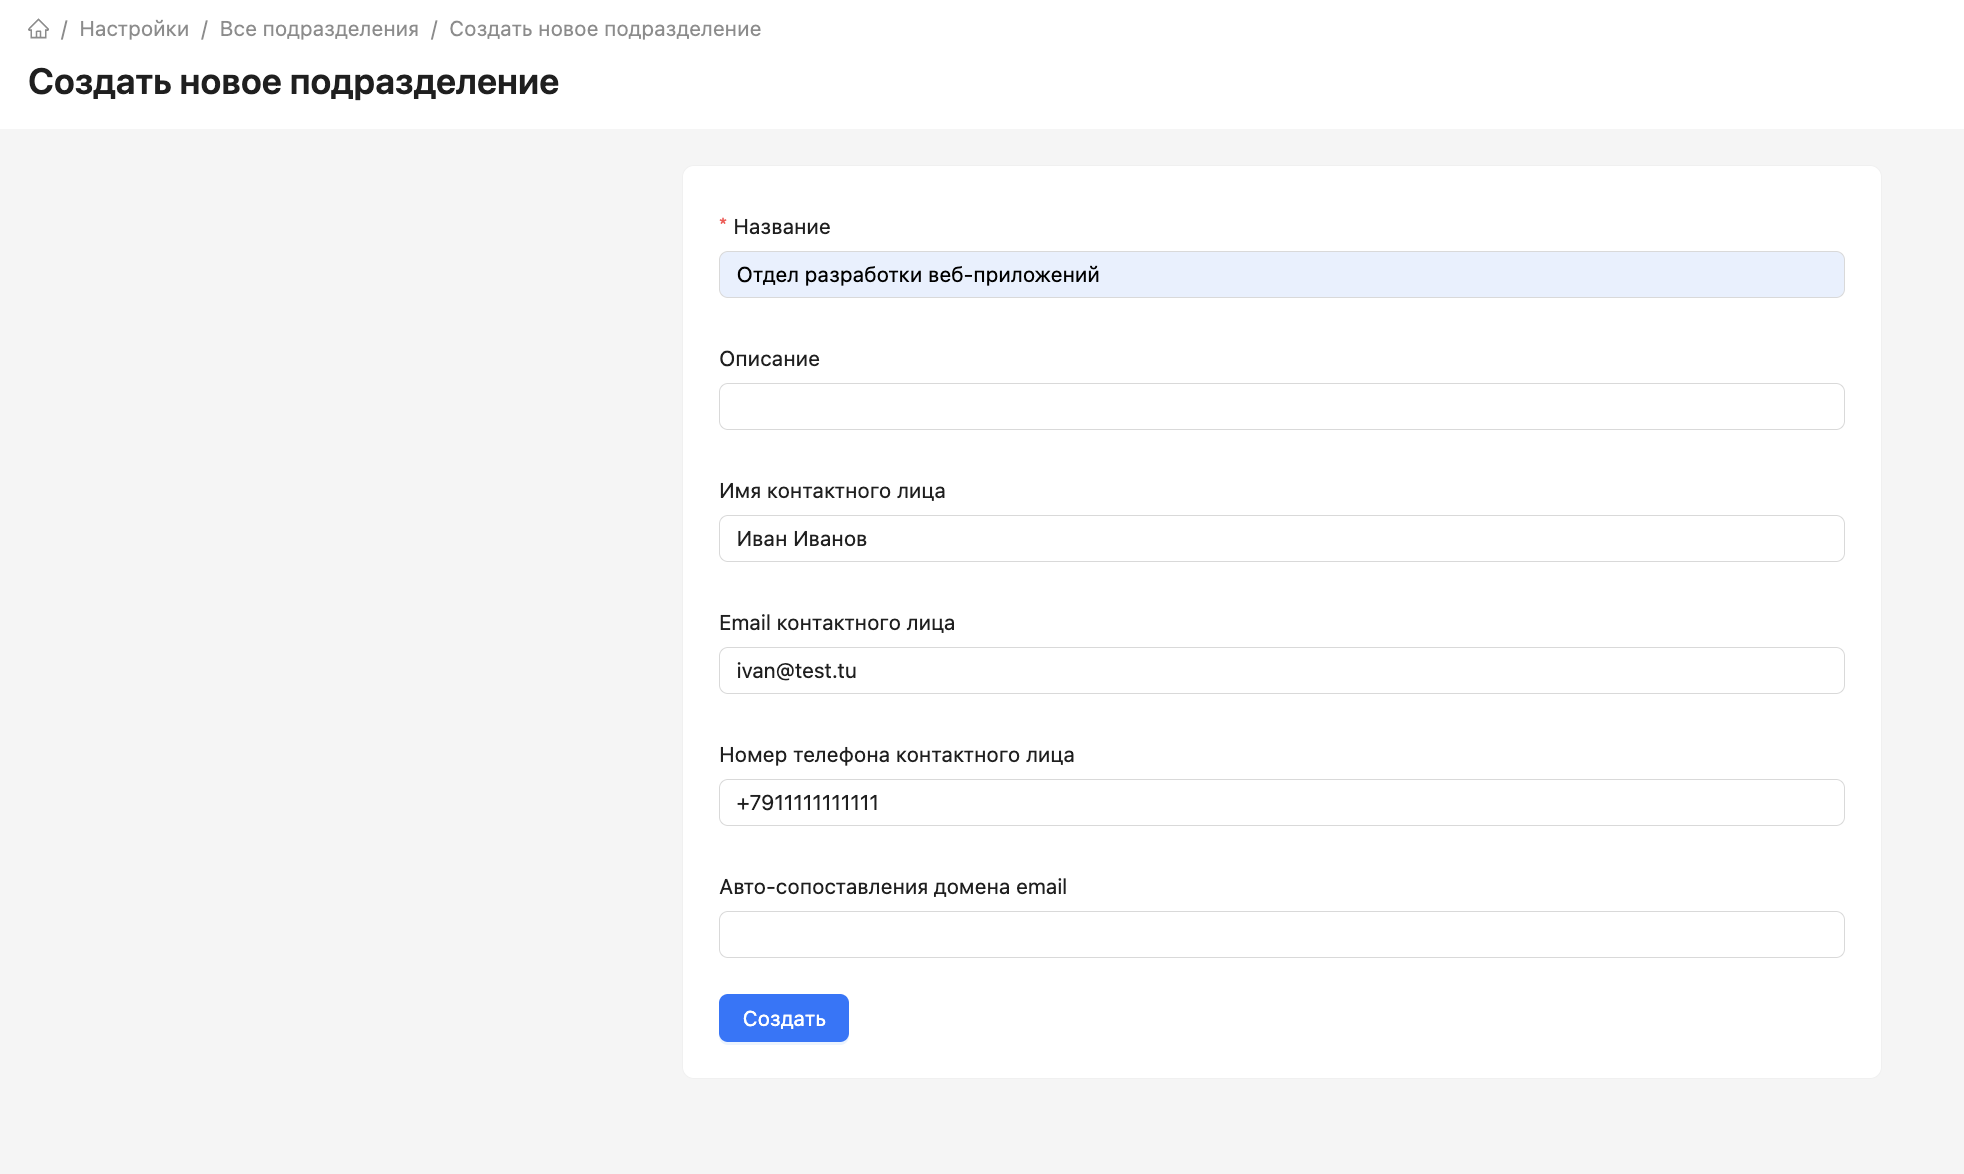 / Настройки / Все подразделения / Создать новое подразделение
Создать новое подразделение
* Название
Отдел разработки веб-приложений
Описание
Имя контактного лица
Иван Иванов
Email контактного лица
ivan@test.tu
Номер телефона контактного лица
+7911111111111
Авто-сопоставления домена email
Создать